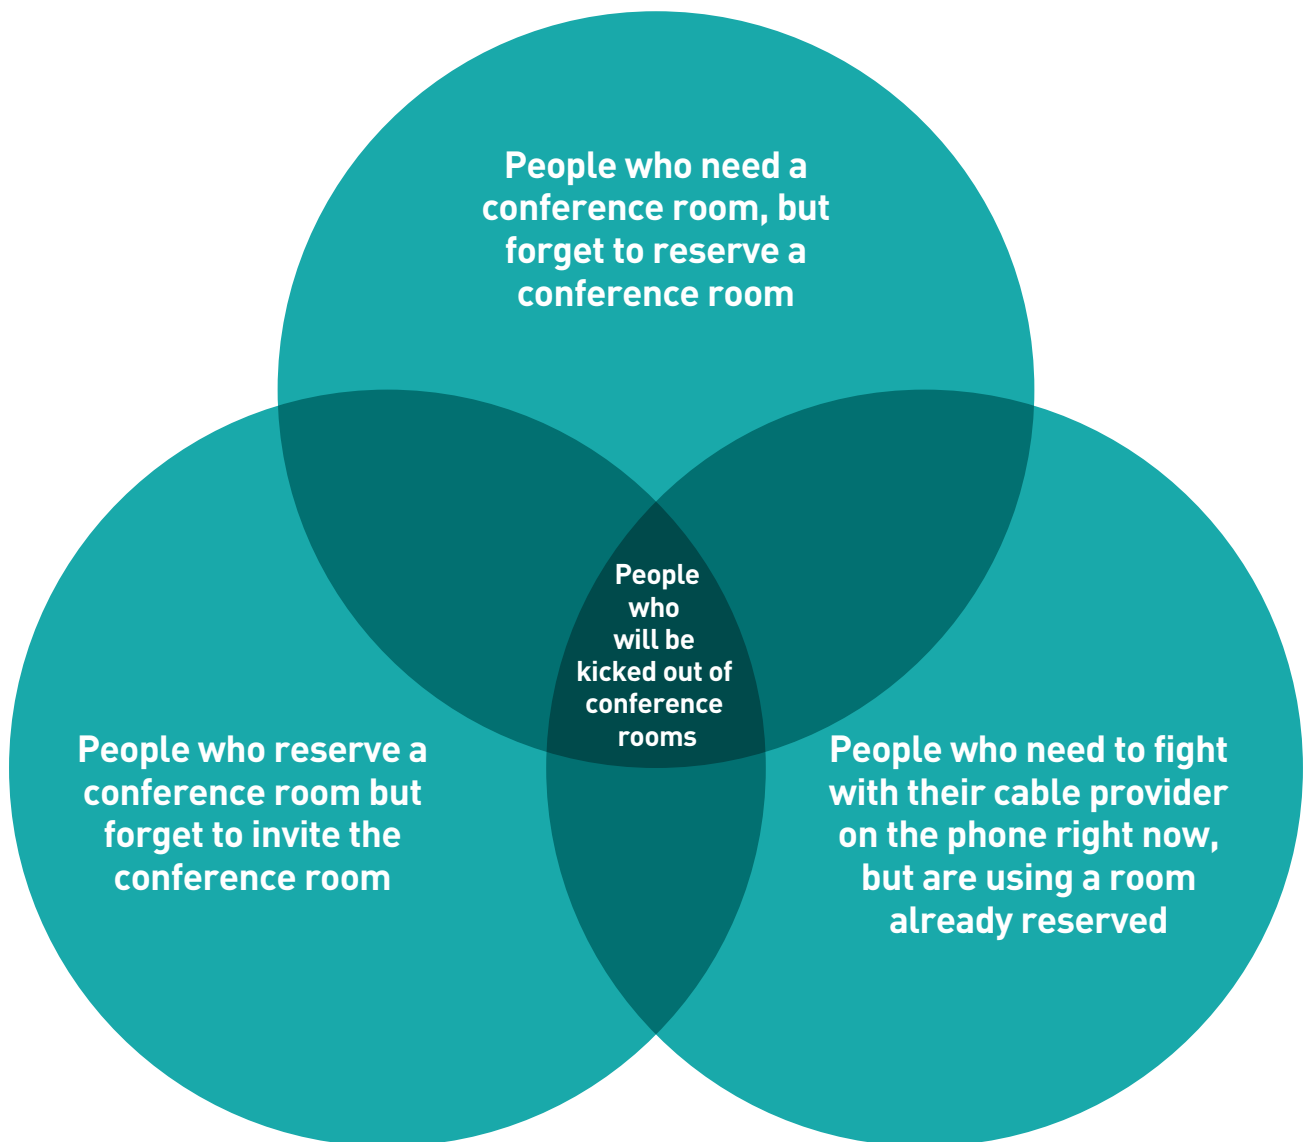 People who need a
conference room, but
forget to reserve a
conference room
People
who
will be
kicked out of
conference
rooms
People who reserve a
conference room but
forget to invite the
conference room
People who need to fight
with their cable provider
on the phone right now,
but are using a room
already reserved